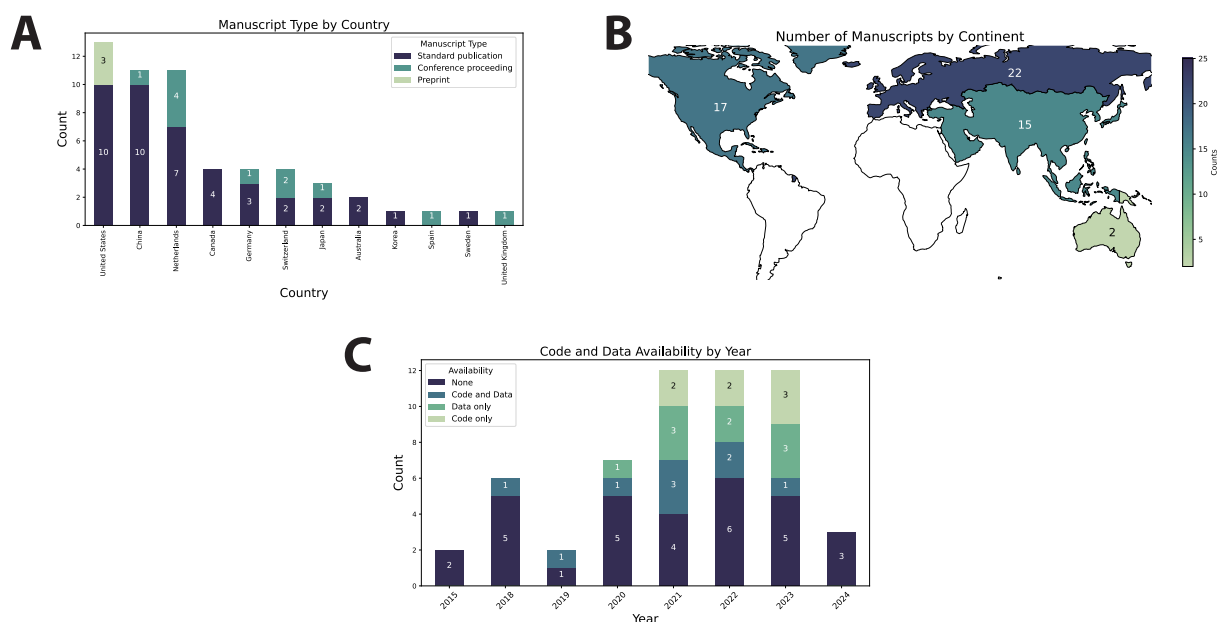 A
Manuscript Type by Country
Manuscript Type
Standard publication
Conference proceeding
Preprint
Count
0
2
4
6
8
10
12
3
10
1
10
4
7
4
1
3
2
2
1
2
2
1
1
1
1
United States
China
Netherlands
Canada
Germany
Switzerland
Japan
Australia
Korea
Spain
Sweden
United Kingdom
Country
B
Number of Manuscripts by Continent
17
22
15
2
25
20
15
10
5
Counts
C
Code and Data Availability by Year
Availability
None
Code and Data
Data only
Code only
Count
0
2
4
6
8
10
12
2
1
5
1
1
1
1
5
2
3
3
4
2
2
2
6
3
3
1
5
3
2015
2018
2019
2020
2021
2022
2023
2024
Year